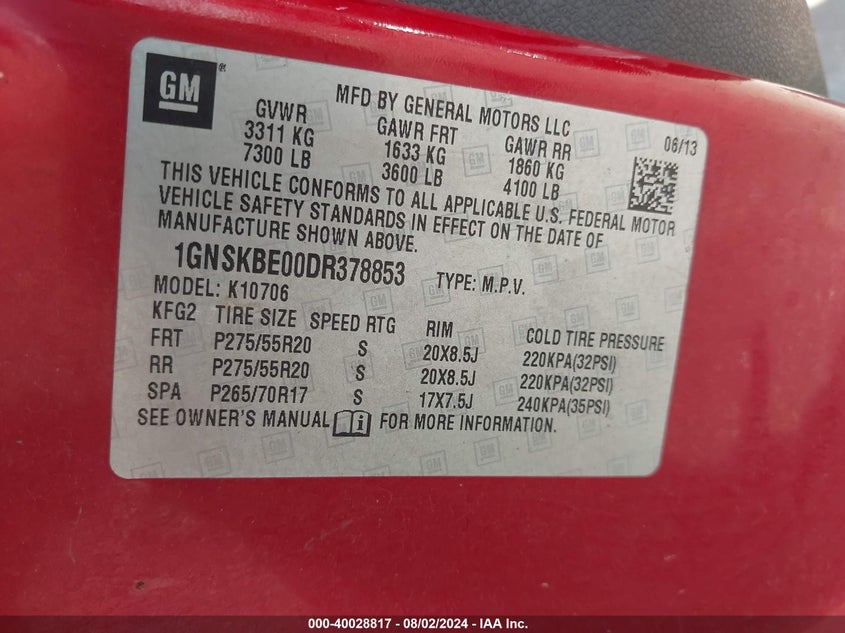 GM
MFD BY GENERAL MOTORS LLC
06/13
GVWR GAWR FRT GAWR RR
3311 KG 1633 KG 1860 KG
7300 LB 3600 LB 4100 LB
THIS VEHICLE CONFORMS TO ALL APPLICABLE U.S. FEDERAL MOTOR
VEHICLE SAFETY STANDARDS IN EFFECT ON THE DATE OF
MANUFACTURE SHOWN ABOVE.
1GNSKBE00DR378853 TYPE: M.P.V.
MODEL: K10706
KFG2 TIRE SIZE SPEED RTG RIM COLD TIRE PRESSURE
FRT P275/55R20 S 20X8.5J 220KPA(32PSI)
RR P275/55R20 S 20X8.5J 220KPA(32PSI)
SPA P265/70R17 S 17X7.5J 240KPA(35PSI)
SEE OWNER'S MANUAL i FOR MORE INFORMATION.
000-40028817 - 08/02/2024 - IAA Inc.